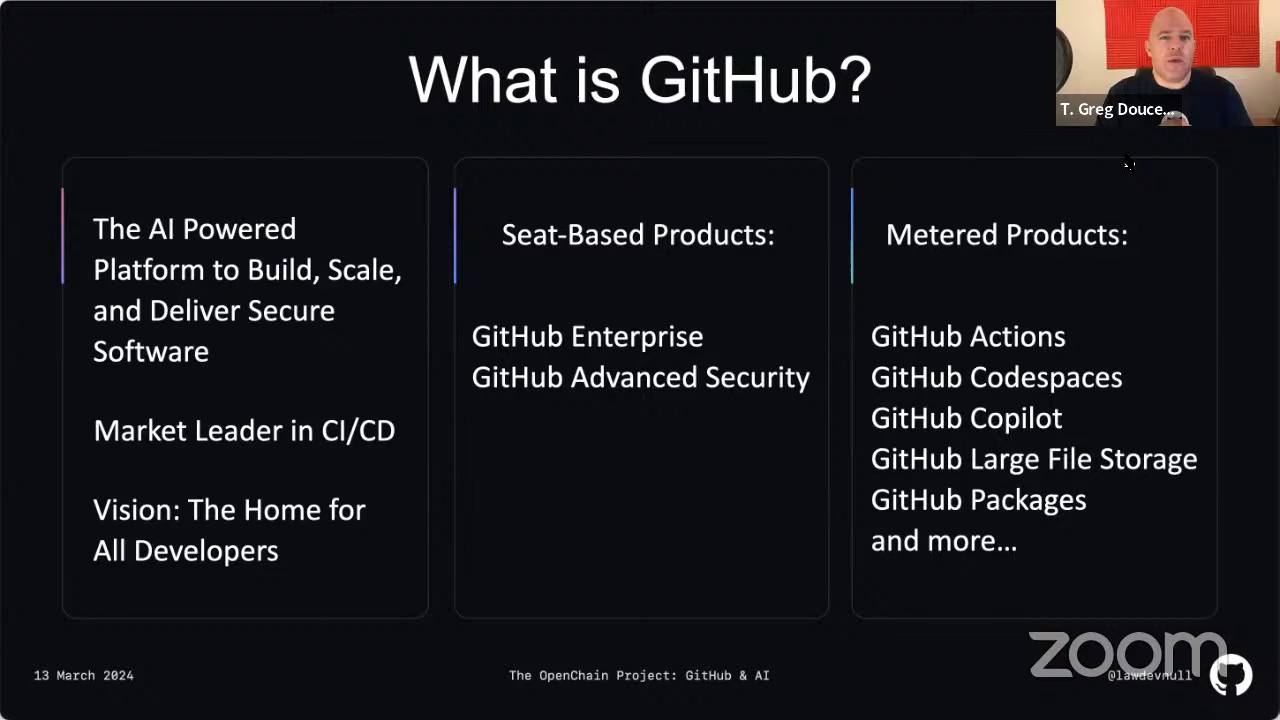 What is GitHub?
T. Greg Douce...
The AI Powered
Platform to Build, Scale,
and Deliver Secure
Software
Market Leader in CI/CD
Vision: The Home for
All Developers
Seat-Based Products:
GitHub Enterprise
GitHub Advanced Security
Metered Products:
GitHub Actions
GitHub Codespaces
GitHub Copilot
GitHub Large File Storage
GitHub Packages
and more...
13 March 2024
The OpenChain Project: GitHub & AI
@lawdevnull
zoom